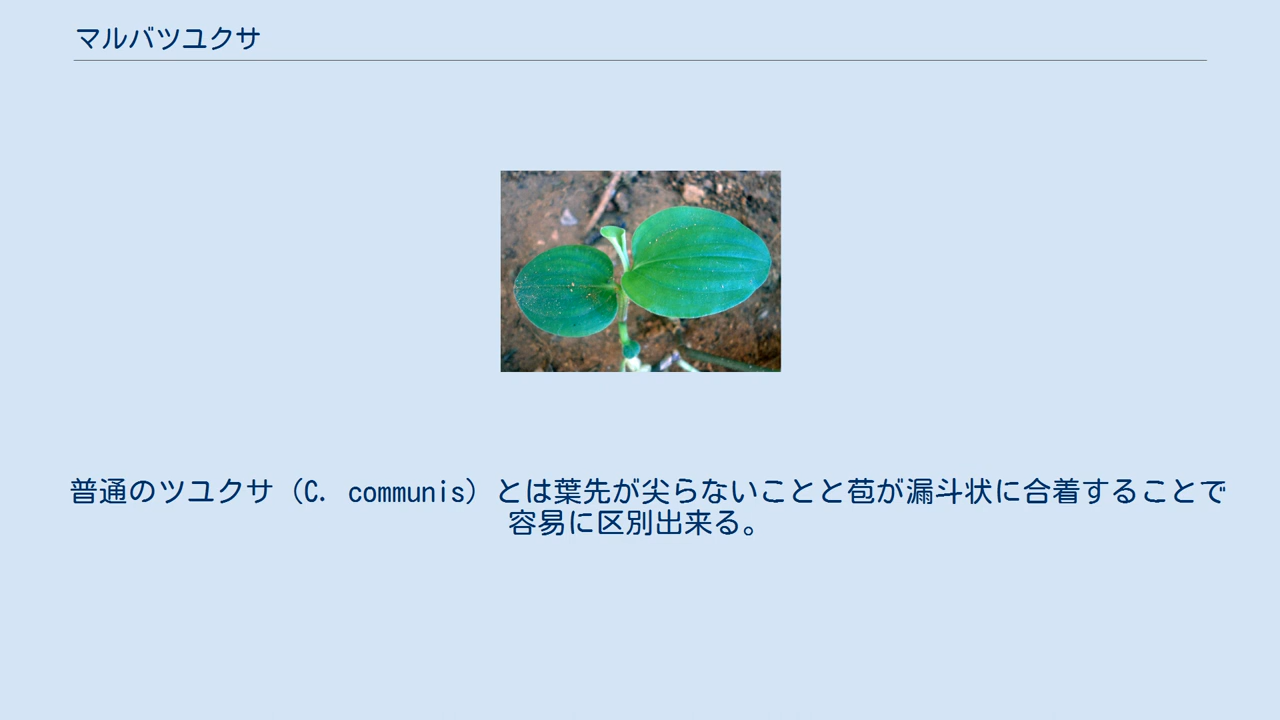 マルバツユクサ
普通のツユクサ（C. communis）とは葉先が尖らないことと苞が漏斗状に合着することで
容易に区別出来る。